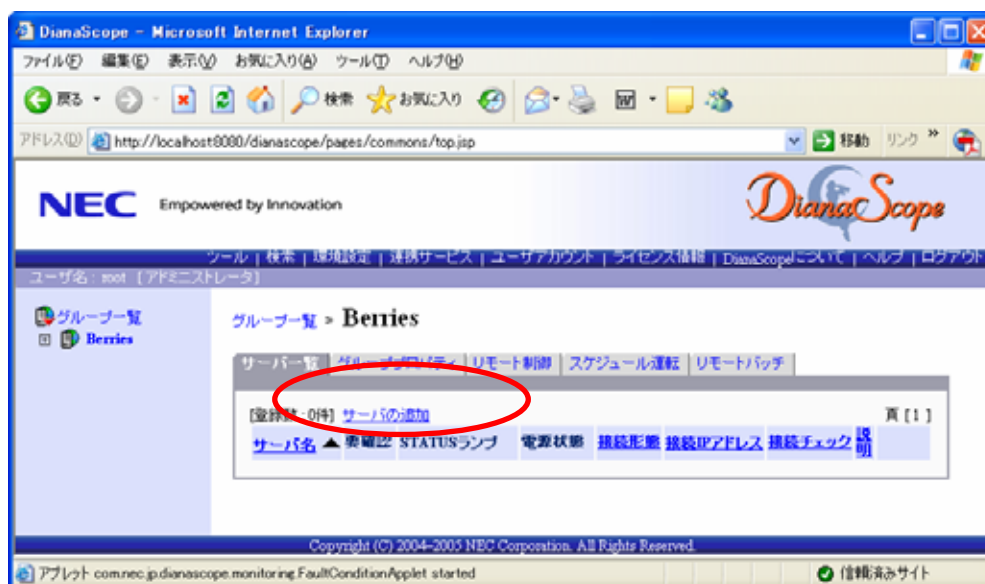 DianaScope - Microsoft Internet Explorer
ファイル(F) 編集(E) 表示(V) お気に入り(A) ツール(T) ヘルプ(H)
戻る 検索 お気に入り
アドレス(D) http://localhost:8080/dianascope/pages/commons/top.jsp 移動 リンク »
NEC Empowered by Innovation DianaScope
ツール | 検索 | 環境設定 | 連携サービス | ユーザアカウント | ライセンス情報 | DianaScopeについて | ヘルプ | ログアウト
ユーザ名 : root [アドミニストレータ]
グループ一覧
Berries
グループ一覧 > Berries
サーバ一覧 グループプロパティ リモート制御 スケジュール運転 リモートバッチ
[登録数 : 0件] サーバの追加 頁 [ 1 ]
サーバ名 ▲ 要確認 STATUSランプ 電源状態 接続形態 接続IPアドレス 接続チェック 説明
Copyright (C) 2004-2005 NEC Corporation. All Rights Reserved.
アプレット com.nec.jp.dianascope.monitoring.FaultConditionApplet started 信頼済みサイト